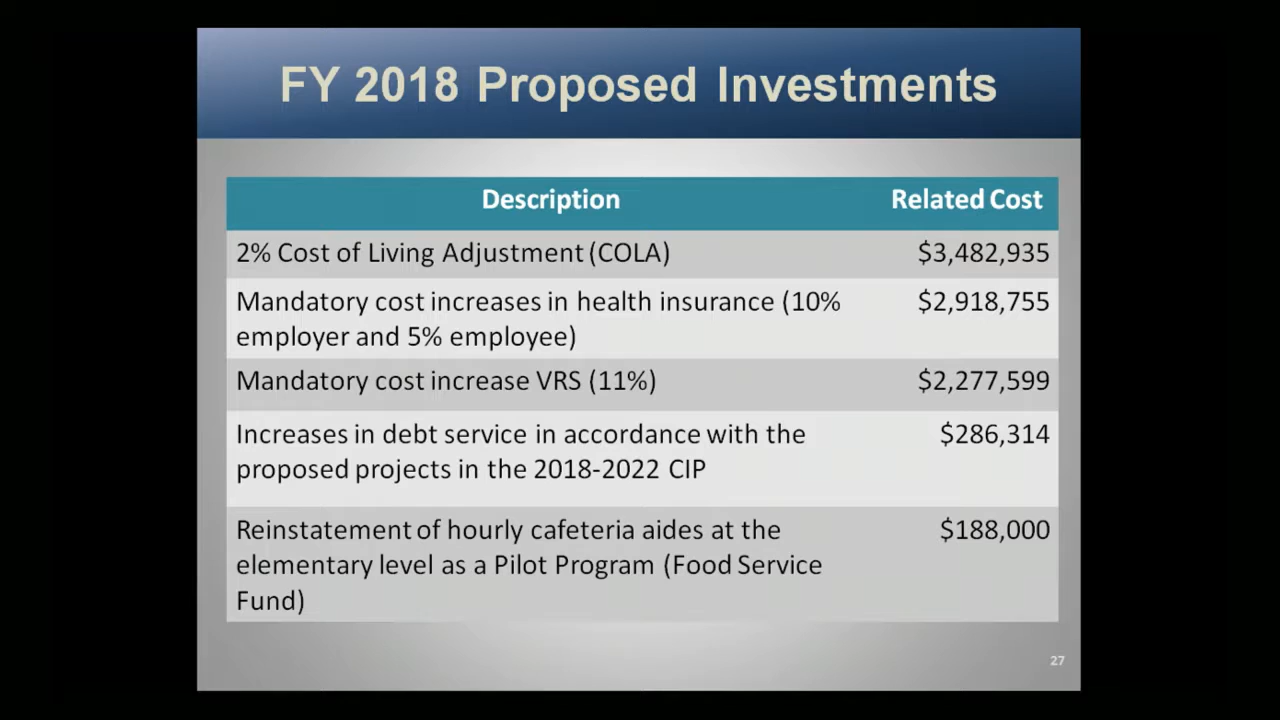 FY 2018 Proposed Investments
Description Related Cost
2% Cost of Living Adjustment (COLA) $3,482,935
Mandatory cost increases in health insurance (10% $2,918,755
employer and 5% employee)
Mandatory cost increase VRS (11%) $2,277,599
Increases in debt service in accordance with the $286,314
proposed projects in the 2018-2022 CIP
Reinstatement of hourly cafeteria aides at the $188,000
elementary level as a Pilot Program (Food Service
Fund)
27